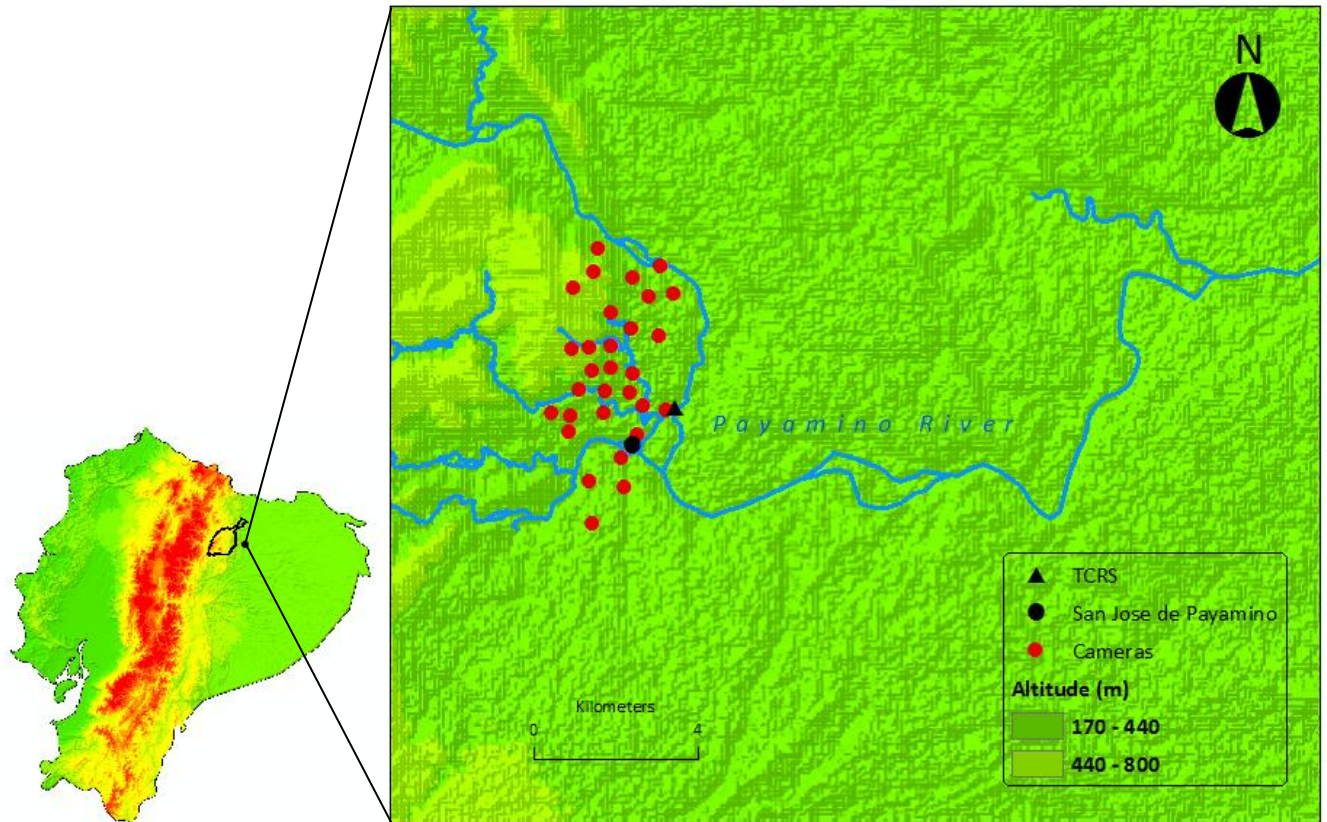 N
Payamino River
TCRS
San Jose de Payamino
Cameras
Altitude (m)
170 - 440
440 - 800
Kilometers
0 4